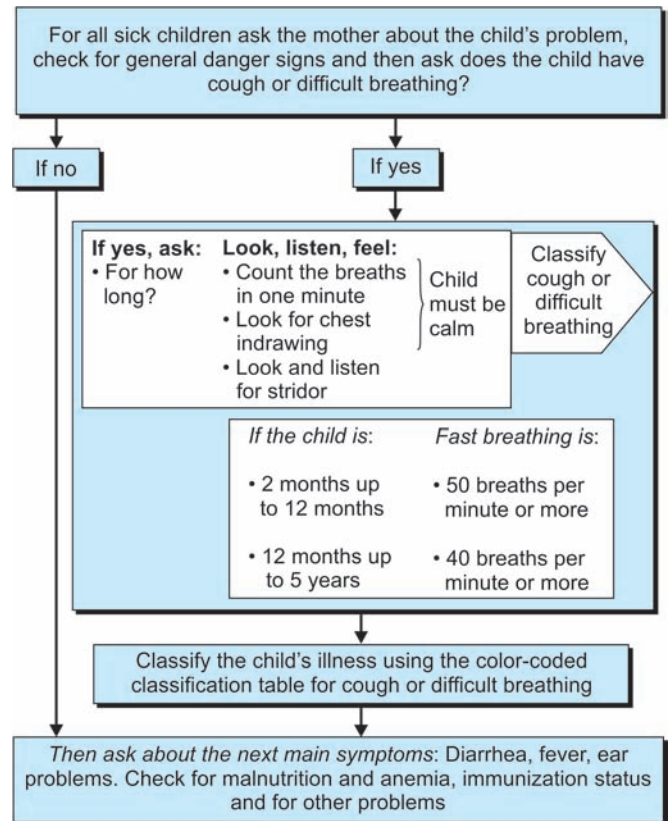 For all sick children ask the mother about the child's problem,
check for general danger signs and then ask does the child have
cough or difficult breathing?
If no
If yes
If yes, ask:
• For how
long?
Look, listen, feel:
• Count the breaths
in one minute
• Look for chest
indrawing
• Look and listen
for stridor
Child
must be
calm
Classify
cough or
difficult
breathing
If the child is:
Fast breathing is:
• 2 months up
to 12 months
• 50 breaths per
minute or more
• 12 months up
to 5 years
• 40 breaths per
minute or more
Classify the child's illness using the color-coded
classification table for cough or difficult breathing
Then ask about the next main symptoms: Diarrhea, fever, ear
problems. Check for malnutrition and anemia, immunization status
and for other problems